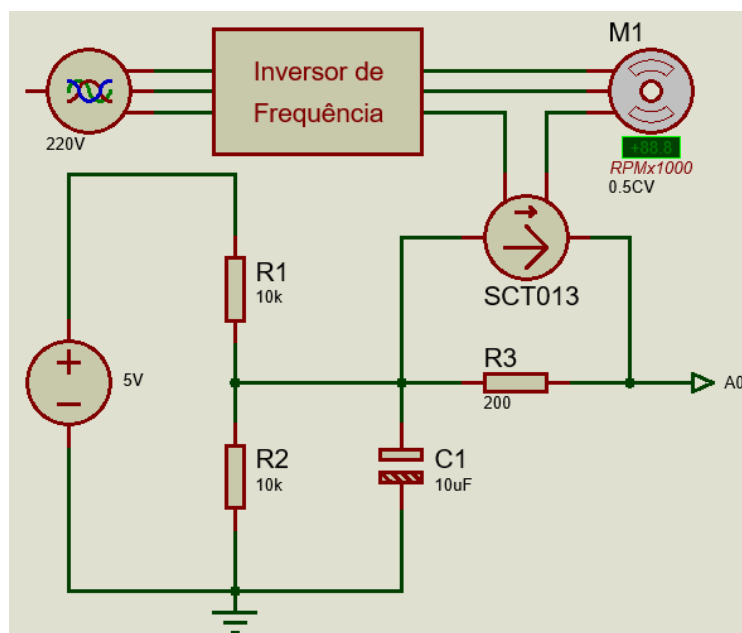 M1
Inversor de
Frequência
220V
+88.8
RPMx1000
0.5CV
R1
10k
SCT013
5V
R3
200
A0
R2
10k
C1
10uF